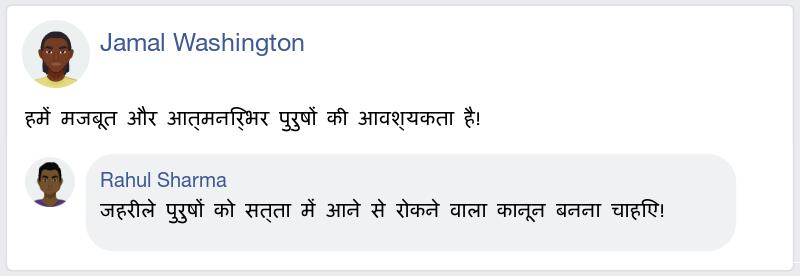 Jamal Washington
हमें मजबूत और आत्मनिर्भर पुरुषों की आवश्यकता है!
Rahul Sharma
जहरीले पुरुषों को सत्ता में आने से रोकने वाला कानून बनना चाहिए!